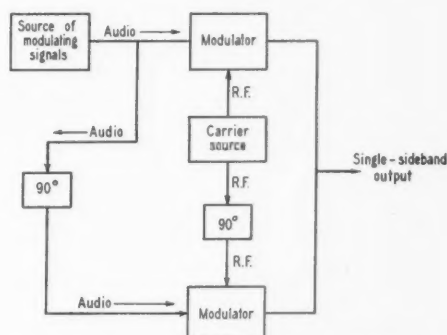 Source of
modulating
signals
Audio
Modulator
R.F.
Audio
Carrier
source
Single-sideband
output
R.F.
90°
90°
R.F.
Audio
Modulator